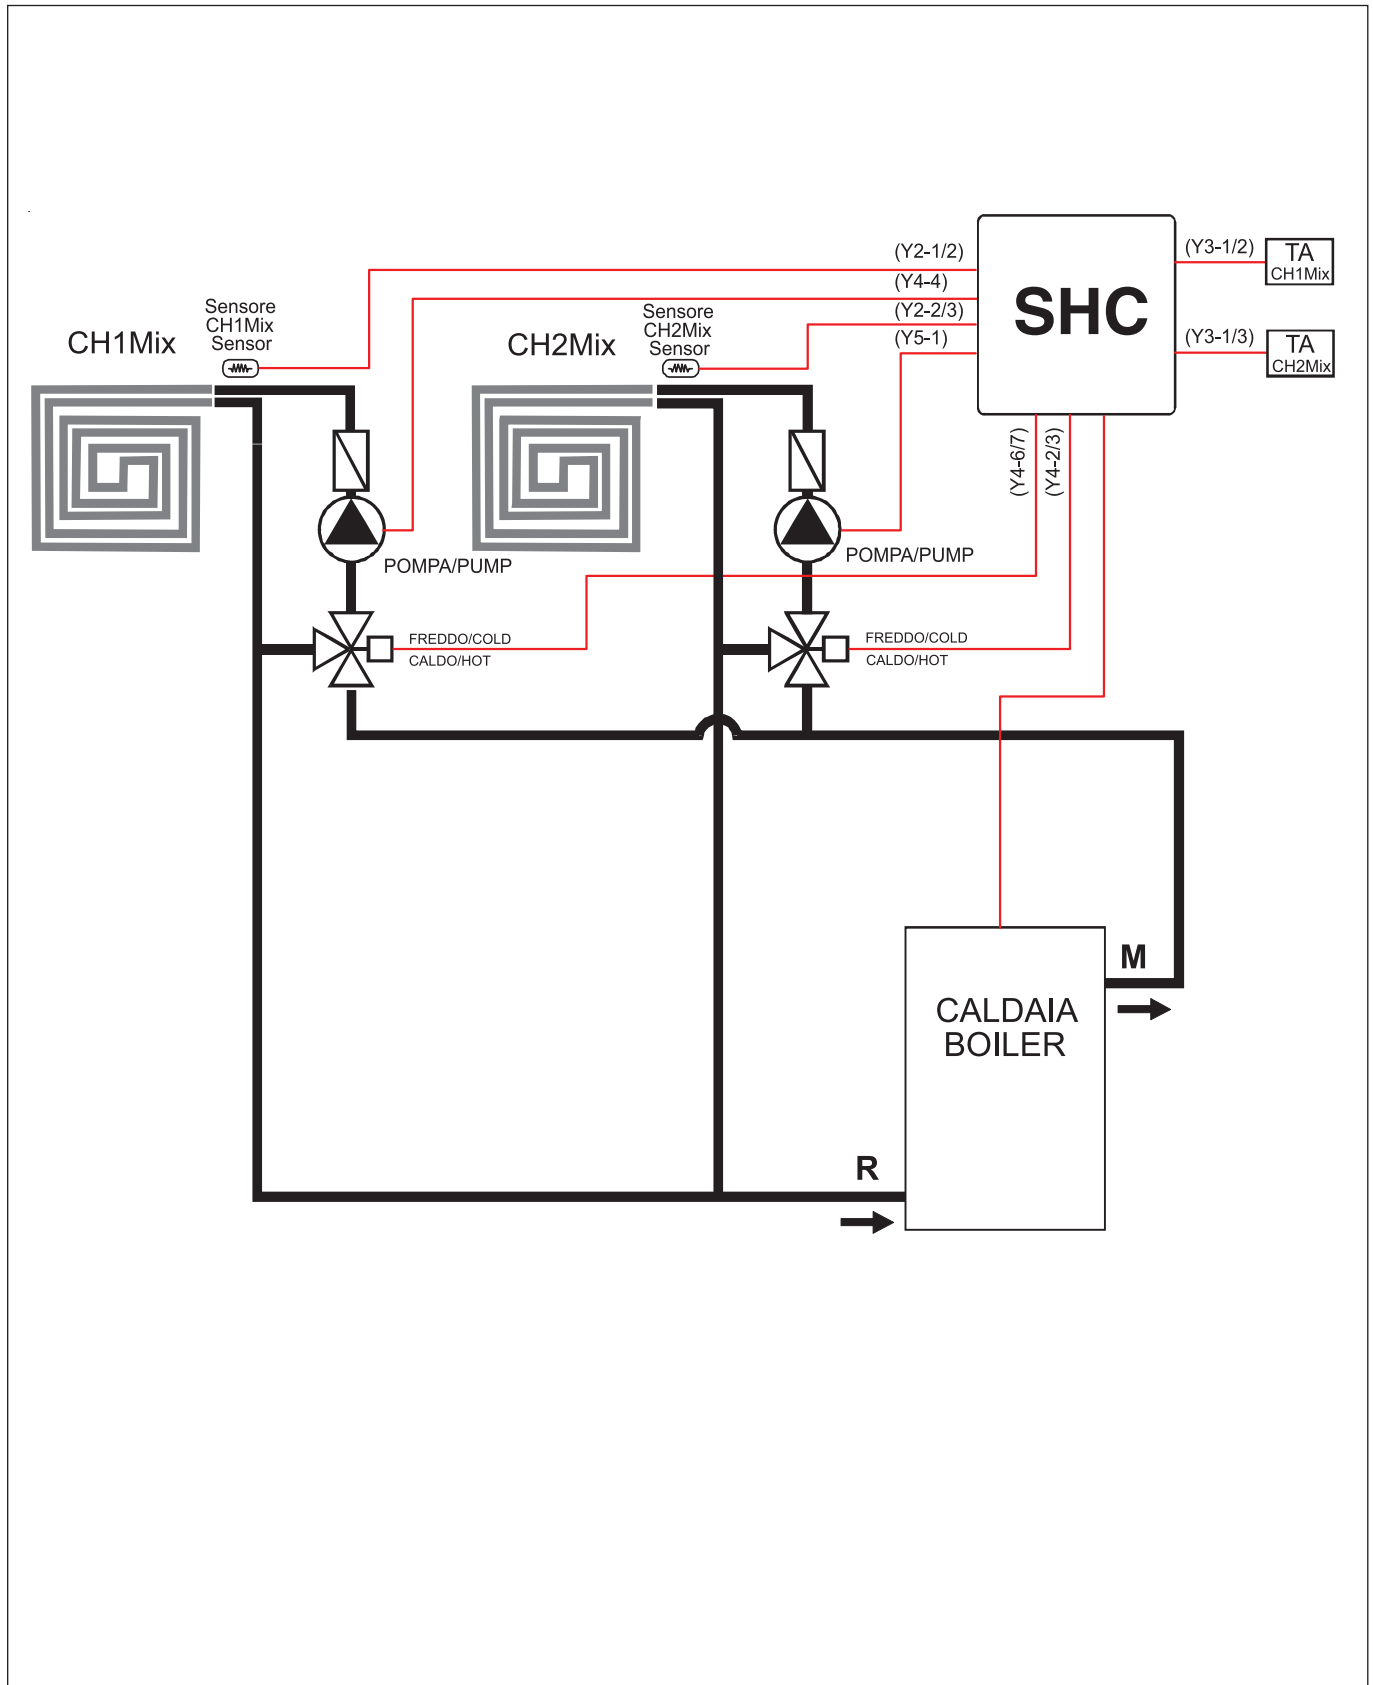 (Y2-1/2)
(Y4-4)
(Y2-2/3)
(Y5-1)
SHC
(Y3-1/2)
TA
CH1Mix
(Y3-1/3)
TA
CH2Mix
Sensore
CH1Mix
Sensor
CH1Mix
Sensore
CH2Mix
Sensor
CH2Mix
(Y4-6/7)
(Y4-2/3)
POMPA/PUMP
POMPA/PUMP
FREDDO/COLD
CALDO/HOT
FREDDO/COLD
CALDO/HOT
M
CALDAIA
BOILER
R